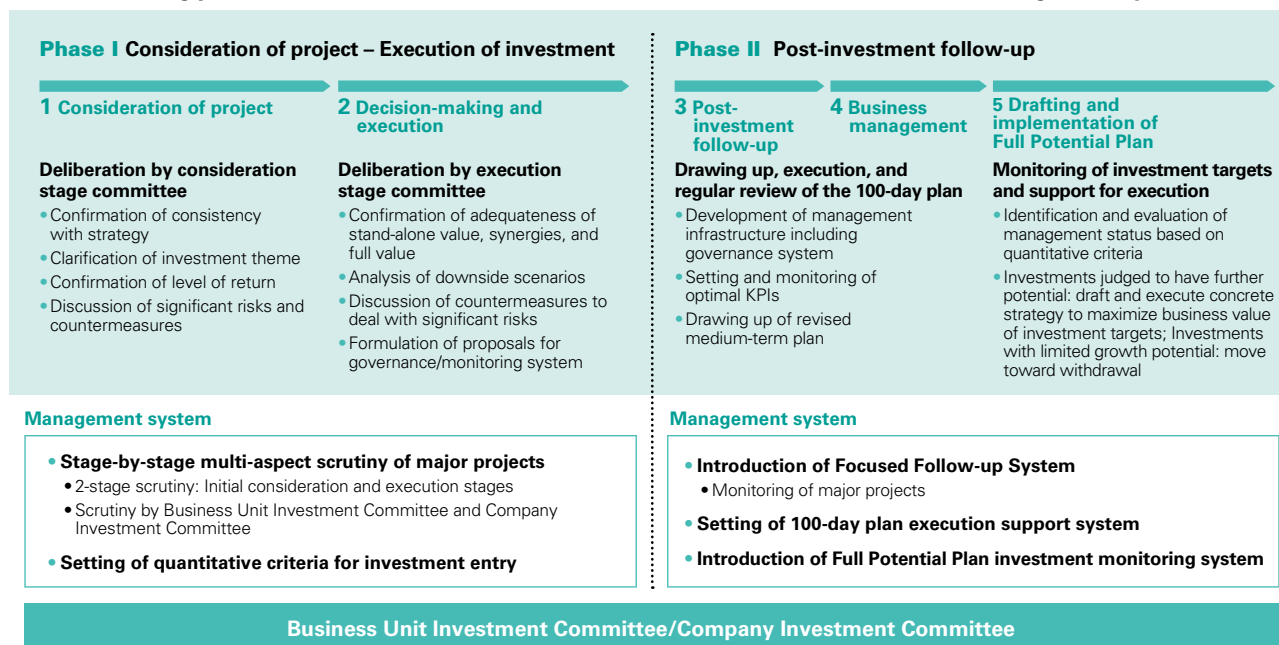 Phase I Consideration of project – Execution of investment
1 Consideration of project
Deliberation by consideration
stage committee
• Confirmation of consistency
with strategy
• Clarification of investment theme
• Confirmation of level of return
• Discussion of significant risks and
countermeasures
2 Decision-making and
execution
Deliberation by execution
stage committee
• Confirmation of adequateness of
stand-alone value, synergies, and
full value
• Analysis of downside scenarios
• Discussion of countermeasures to
deal with significant risks
• Formulation of proposals for
governance/monitoring system
Phase II Post-investment follow-up
3 Post-
investment
follow-up
4 Business
management
Drawing up, execution, and
regular review of the 100-day plan
• Development of management
infrastructure including
governance system
• Setting and monitoring of
optimal KPIs
• Drawing up of revised
medium-term plan
5 Drafting and
implementation of
Full Potential Plan
Monitoring of investment targets
and support for execution
• Identification and evaluation of
management status based on
quantitative criteria
• Investments judged to have further
potential: draft and execute concrete
strategy to maximize business value
of investment targets; Investments
with limited growth potential: move
toward withdrawal
Management system
• Stage-by-stage multi-aspect scrutiny of major projects
• 2-stage scrutiny: Initial consideration and execution stages
• Scrutiny by Business Unit Investment Committee and Company
Investment Committee
• Setting of quantitative criteria for investment entry
Management system
• Introduction of Focused Follow-up System
• Monitoring of major projects
• Setting of 100-day plan execution support system
• Introduction of Full Potential Plan investment monitoring system
Business Unit Investment Committee/Company Investment Committee